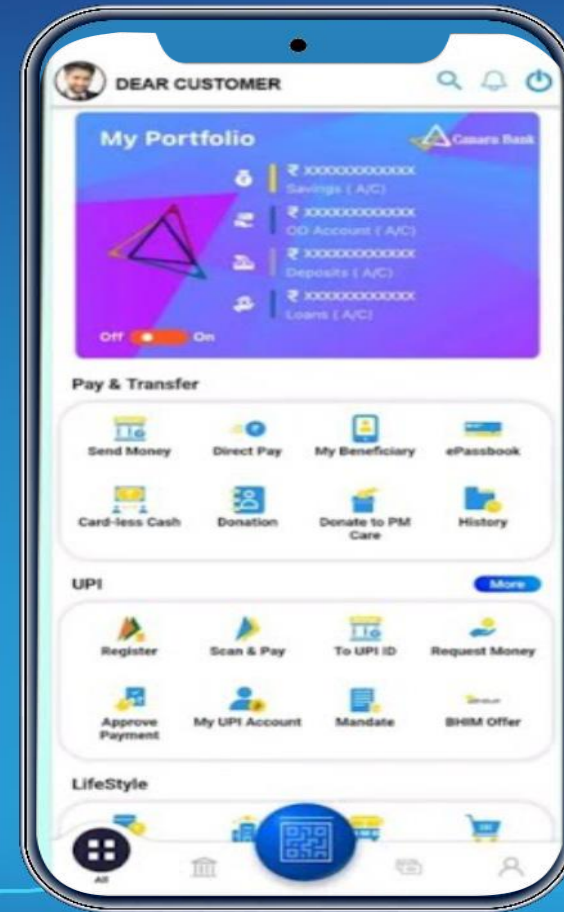 DEAR CUSTOMER
My Portfolio
Canara Bank
₹ XXXXXXXXXXXX
Savings ( A/C)
₹ XXXXXXXXXXXX
OD Account ( A/C)
₹ XXXXXXXXXXXX
Deposits ( A/C)
₹ XXXXXXXXXXXX
Loans ( A/C)
Off On
Pay & Transfer
Send Money Direct Pay My Beneficiary ePassbook
Card-less Cash Donation Donate to PM Care History
UPI More
Register Scan & Pay To UPI ID Request Money
Approve Payment My UPI Account Mandate BHIM Offer
LifeStyle
All